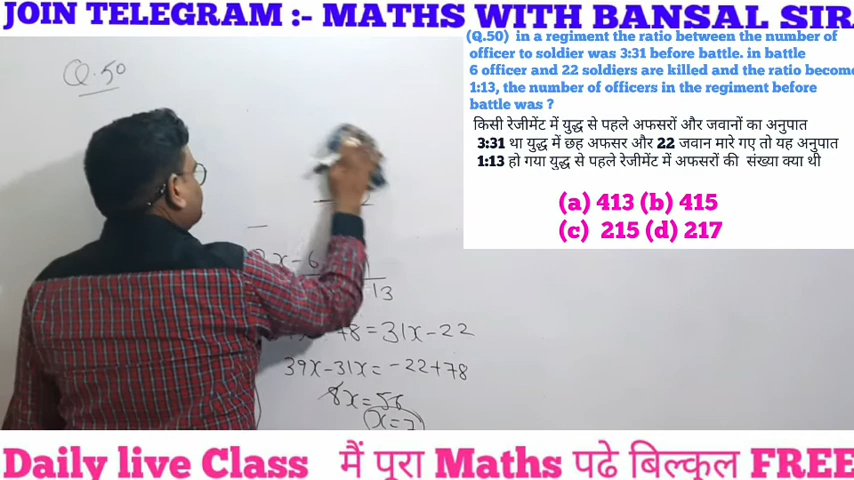 JOIN TELEGRAM :- MATHS WITH BANSAL SIR
(Q.50) in a regiment the ratio between the number of
officer to soldier was 3:31 before battle. in battle
6 officer and 22 soldiers are killed and the ratio become
1:13, the number of officers in the regiment before
battle was ?
किसी रेजीमेंट में युद्ध से पहले अफसरों और जवानों का अनुपात
3:31 था युद्ध में छह अफसर और 22 जवान मारे गए तो यह अनुपात
1:13 हो गया युद्ध से पहले रेजीमेंट में अफसरों की संख्या क्या थी
(a) 413 (b) 415
(c) 215 (d) 217
Q.50
x-6
13
78 = 31x-22
39x-31x = -22+78
8x = 56
x=7
Daily live Class मैं पूरा Maths पढे बिल्कुल FREE